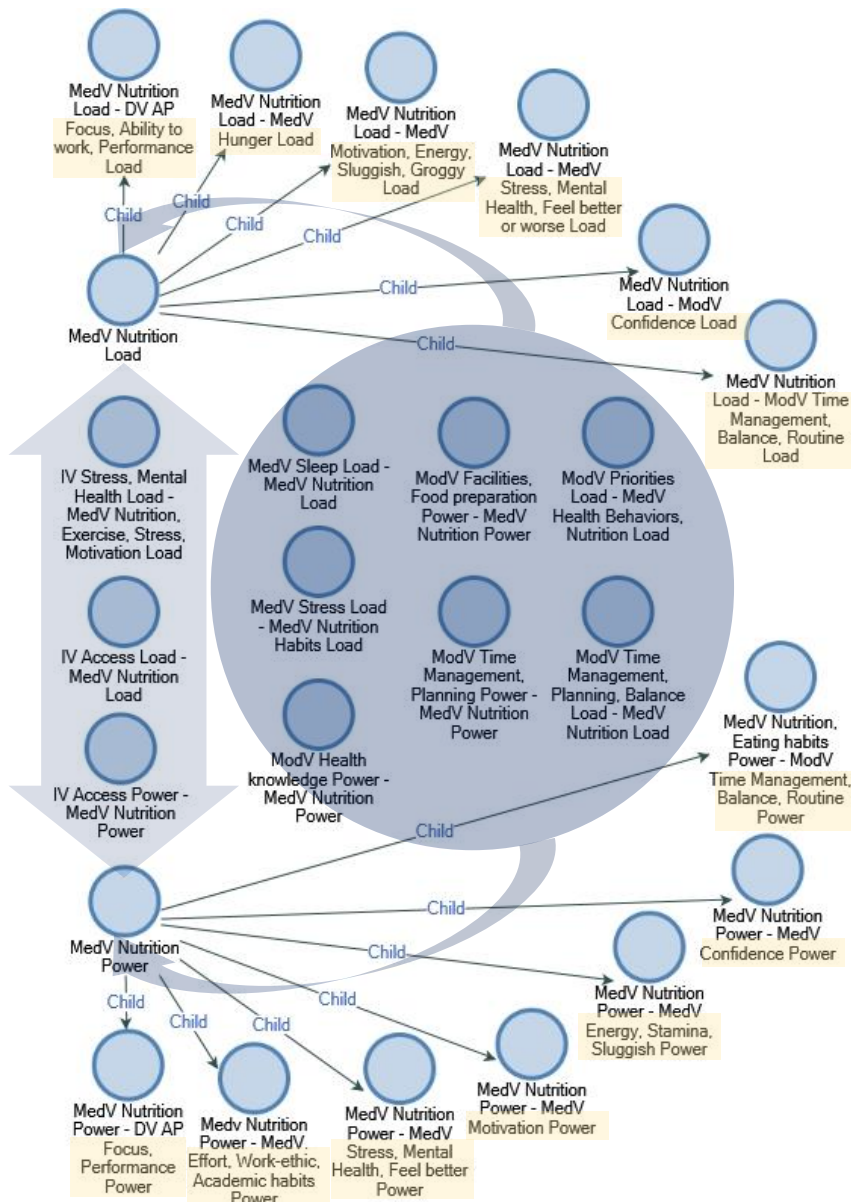 MedV Nutrition
Load - DV AP
Focus, Ability to
work, Performance
Load
MedV Nutrition
Load - MedV
Hunger Load
MedV Nutrition
Load - MedV
Motivation, Energy,
Sluggish, Groggy
Load
MedV Nutrition
Load - MedV
Stress, Mental
Health, Feel better
or worse Load
MedV Nutrition
Load - ModV
Confidence Load
MedV Nutrition
Load - ModV Time
Management,
Balance, Routine
Load
Child
Child
Child
Child
Child
Child
MedV Nutrition
Load
IV Stress, Mental
Health Load -
MedV Nutrition,
Exercise, Stress,
Motivation Load
IV Access Load -
MedV Nutrition
Load
IV Access Power -
MedV Nutrition
Power
MedV Sleep Load -
MedV Nutrition
Load
ModV Facilities,
Food preparation
Power - MedV
Nutrition Power
ModV Priorities
Load - MedV
Health Behaviors,
Nutrition Load
MedV Stress Load
- MedV Nutrition
Habits Load
ModV Time
Management,
Planning Power -
MedV Nutrition
Power
ModV Time
Management,
Planning, Balance
Load - MedV
Nutrition Load
ModV Health
knowledge Power -
MedV Nutrition
Power
MedV Nutrition,
Eating habits
Power - ModV
Time Management,
Balance, Routine
Power
Child
Child
Child
Child
Child
Child
Child
MedV Nutrition
Power
MedV Nutrition
Power - MedV
Confidence Power
MedV Nutrition
Power - MedV
Energy, Stamina,
Sluggish Power
MedV Nutrition
Power - MedV
Motivation Power
MedV Nutrition
Power - MedV
Stress, Mental
Health, Feel better
Power
Medv Nutrition
Power - MedV.
Effort, Work-ethic,
Academic habits
Power
MedV Nutrition
Power - DV AP
Focus,
Performance
Power